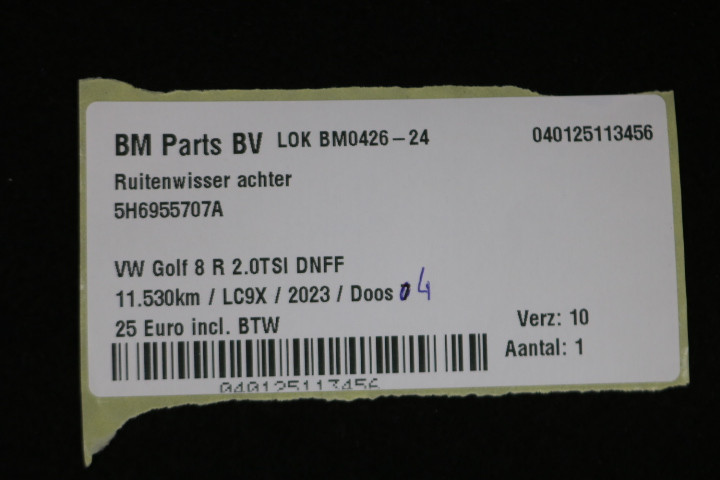 BM Parts BV LOK BM0426-24 040125113456
Ruitenwisser achter
5H6955707A
VW Golf 8 R 2.0TSI DNFF
11.530km / LC9X / 2023 / Doos 04
25 Euro incl. BTW
Verz: 10
Aantal: 1
040125113456